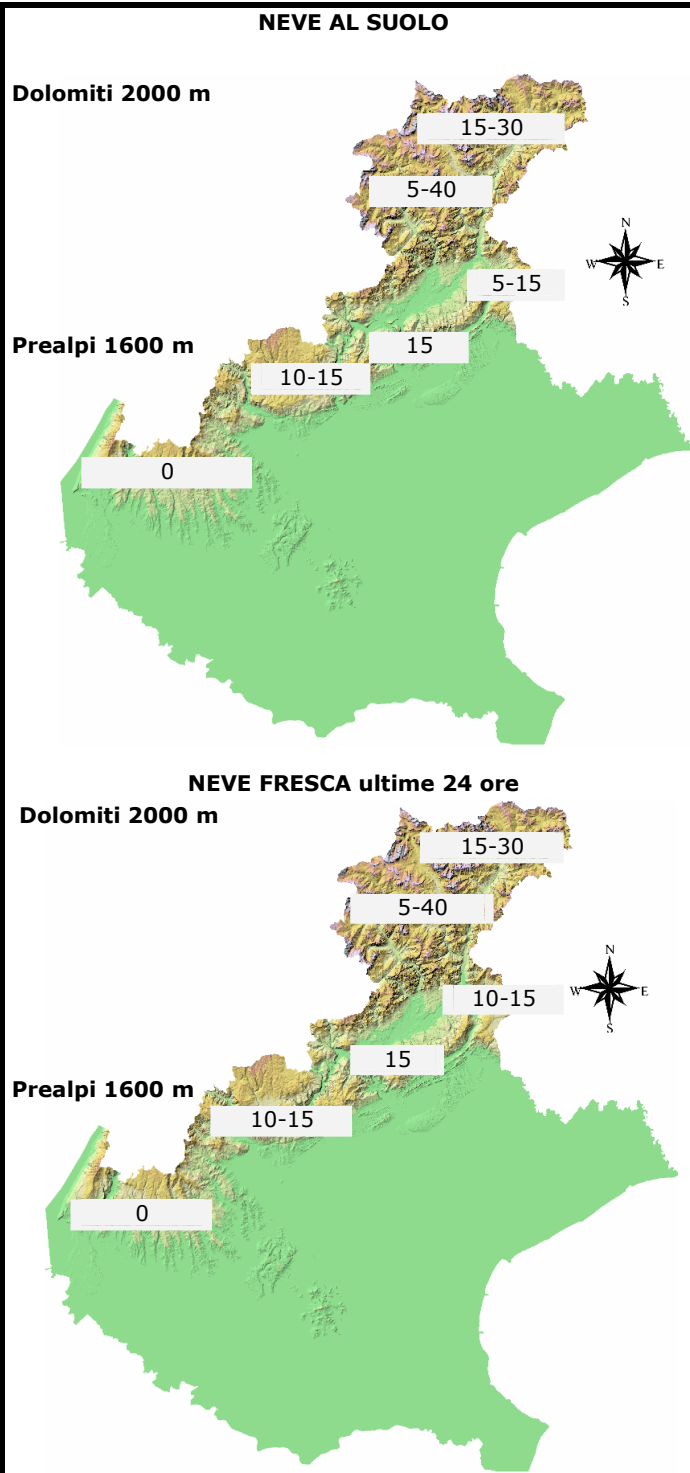 NEVE AL SUOLO
Dolomiti 2000 m
15-30
5-40
N
W E
S
5-15
Prealpi 1600 m
15
10-15
0
NEVE FRESCA ultime 24 ore
Dolomiti 2000 m
15-30
5-40
N
W E
S
10-15
15
Prealpi 1600 m
10-15
0